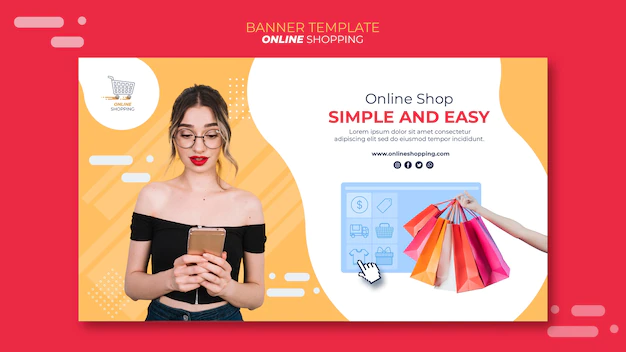 BANNER TEMPLATE
ONLINE SHOPPING
ONLINE
SHOPPING
Online Shop
SIMPLE AND EASY
Lorem ipsum dolor sit amet consectetur
adipiscing elit sed do eiusmod tempor incididunt.
www.onlineshopping.com